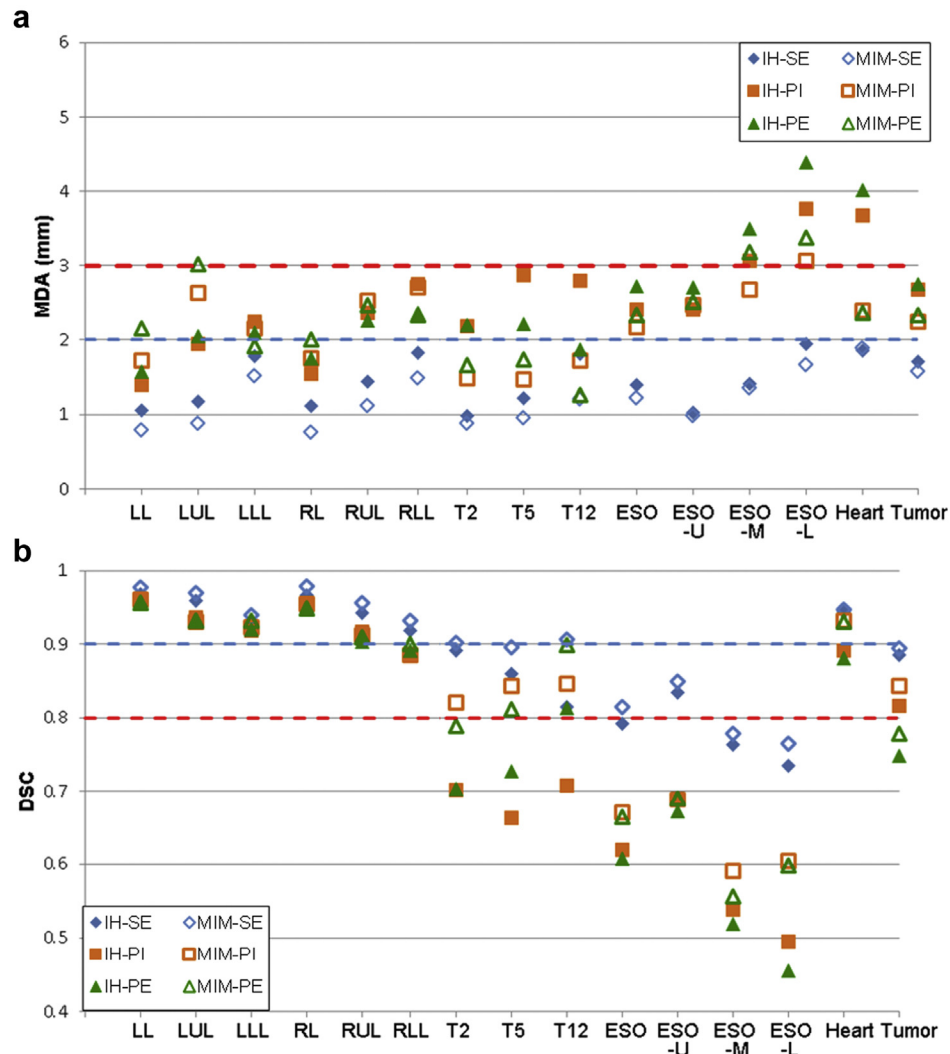 a
6
5
4
3
2
1
0
MDA (mm)
IH-SE MIM-SE
IH-PI MIM-PI
IH-PE MIM-PE
LL LUL LLL RL RUL RLL T2 T5 T12 ESO ESO ESO ESO Heart Tumor
-U -M -L
b
1
0.9
0.8
0.7
0.6
0.5
0.4
DSC
IH-SE MIM-SE
IH-PI MIM-PI
IH-PE MIM-PE
LL LUL LLL RL RUL RLL T2 T5 T12 ESO ESO ESO ESO Heart Tumor
-U -M -L